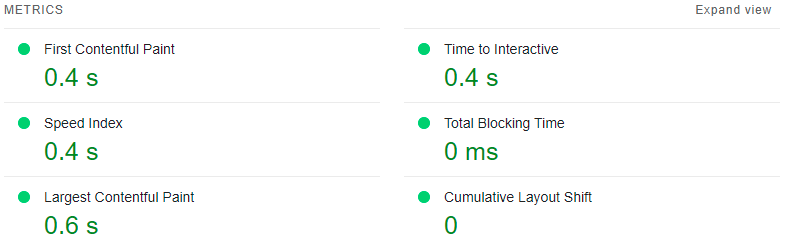 METRICS
Expand view
First Contentful Paint
0.4 s
Time to Interactive
0.4 s
Speed Index
0.4 s
Total Blocking Time
0 ms
Largest Contentful Paint
0.6 s
Cumulative Layout Shift
0